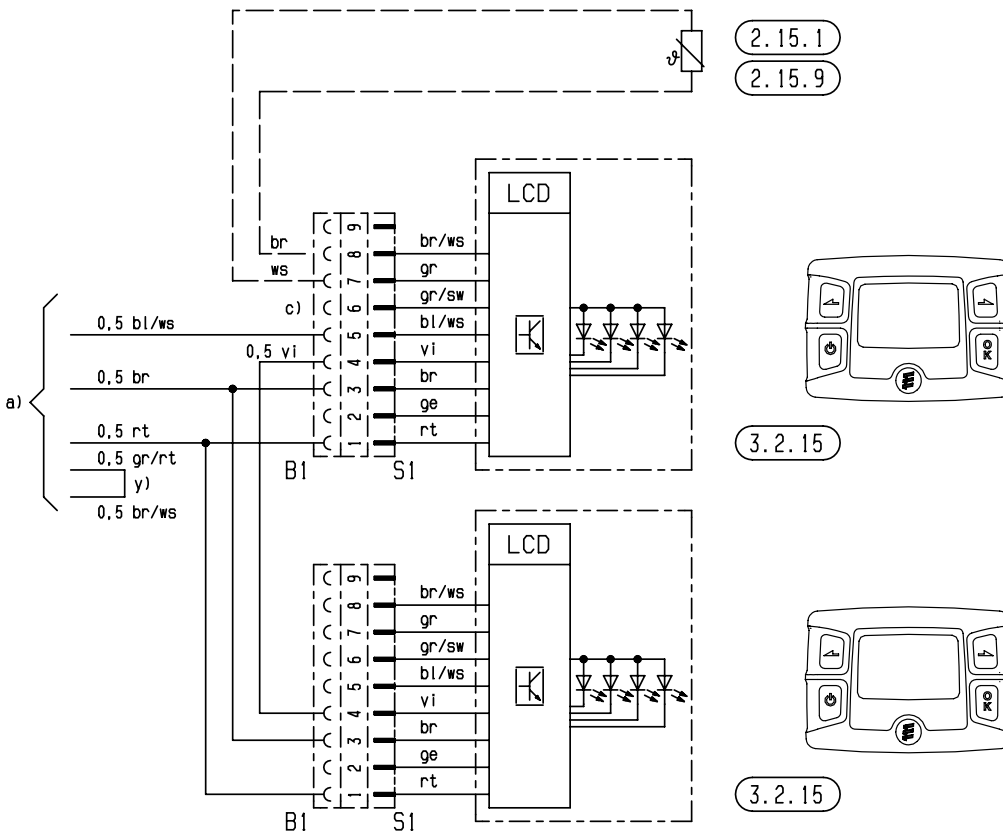 2.15.1
2.15.9
LCD
br
ws
c)
9
8
7
6
5
4
3
2
1
br/ws
gr
gr/sw
bl/ws
vi
br
ge
rt
0,5 bl/ws
0,5 vi
0,5 br
a)
0,5 rt
0,5 gr/rt
y)
0,5 br/ws
B1
S1
OK
3.2.15
LCD
9
8
7
6
5
4
3
2
1
br/ws
gr
gr/sw
bl/ws
vi
br
ge
rt
B1
S1
OK
3.2.15